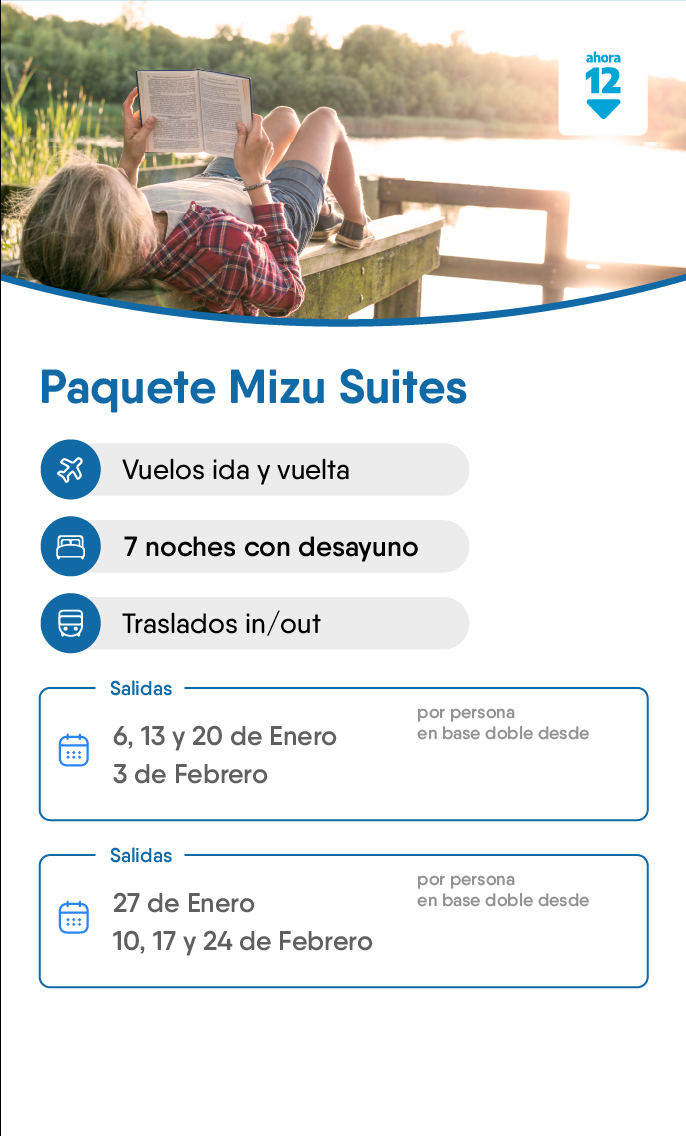 ahora
12
Paquete Mizu Suites
Vuelos ida y vuelta
7 noches con desayuno
Traslados in/out
Salidas
6, 13 y 20 de Enero
3 de Febrero
por persona
en base doble desde
Salidas
27 de Enero
10, 17 y 24 de Febrero
por persona
en base doble desde